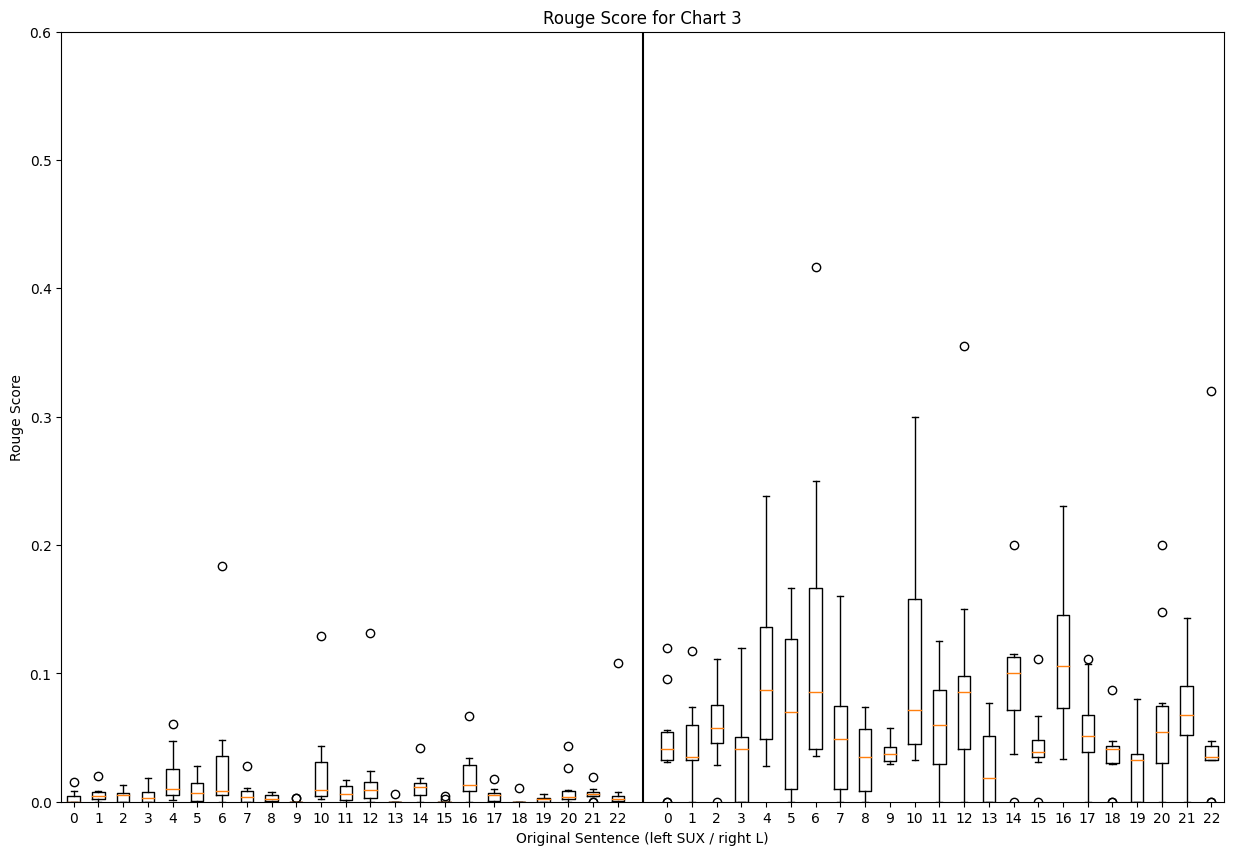 Rouge Score for Chart 3
0.6
0.5
0.4
0.3
0.2
0.1
0.0
Rouge Score
0 1 2 3 4 5 6 7 8 9 10 11 12 13 14 15 16 17 18 19 20 21 22 0 1 2 3 4 5 6 7 8 9 10 11 12 13 14 15 16 17 18 19 20 21 22
Original Sentence (left SUX / right L)